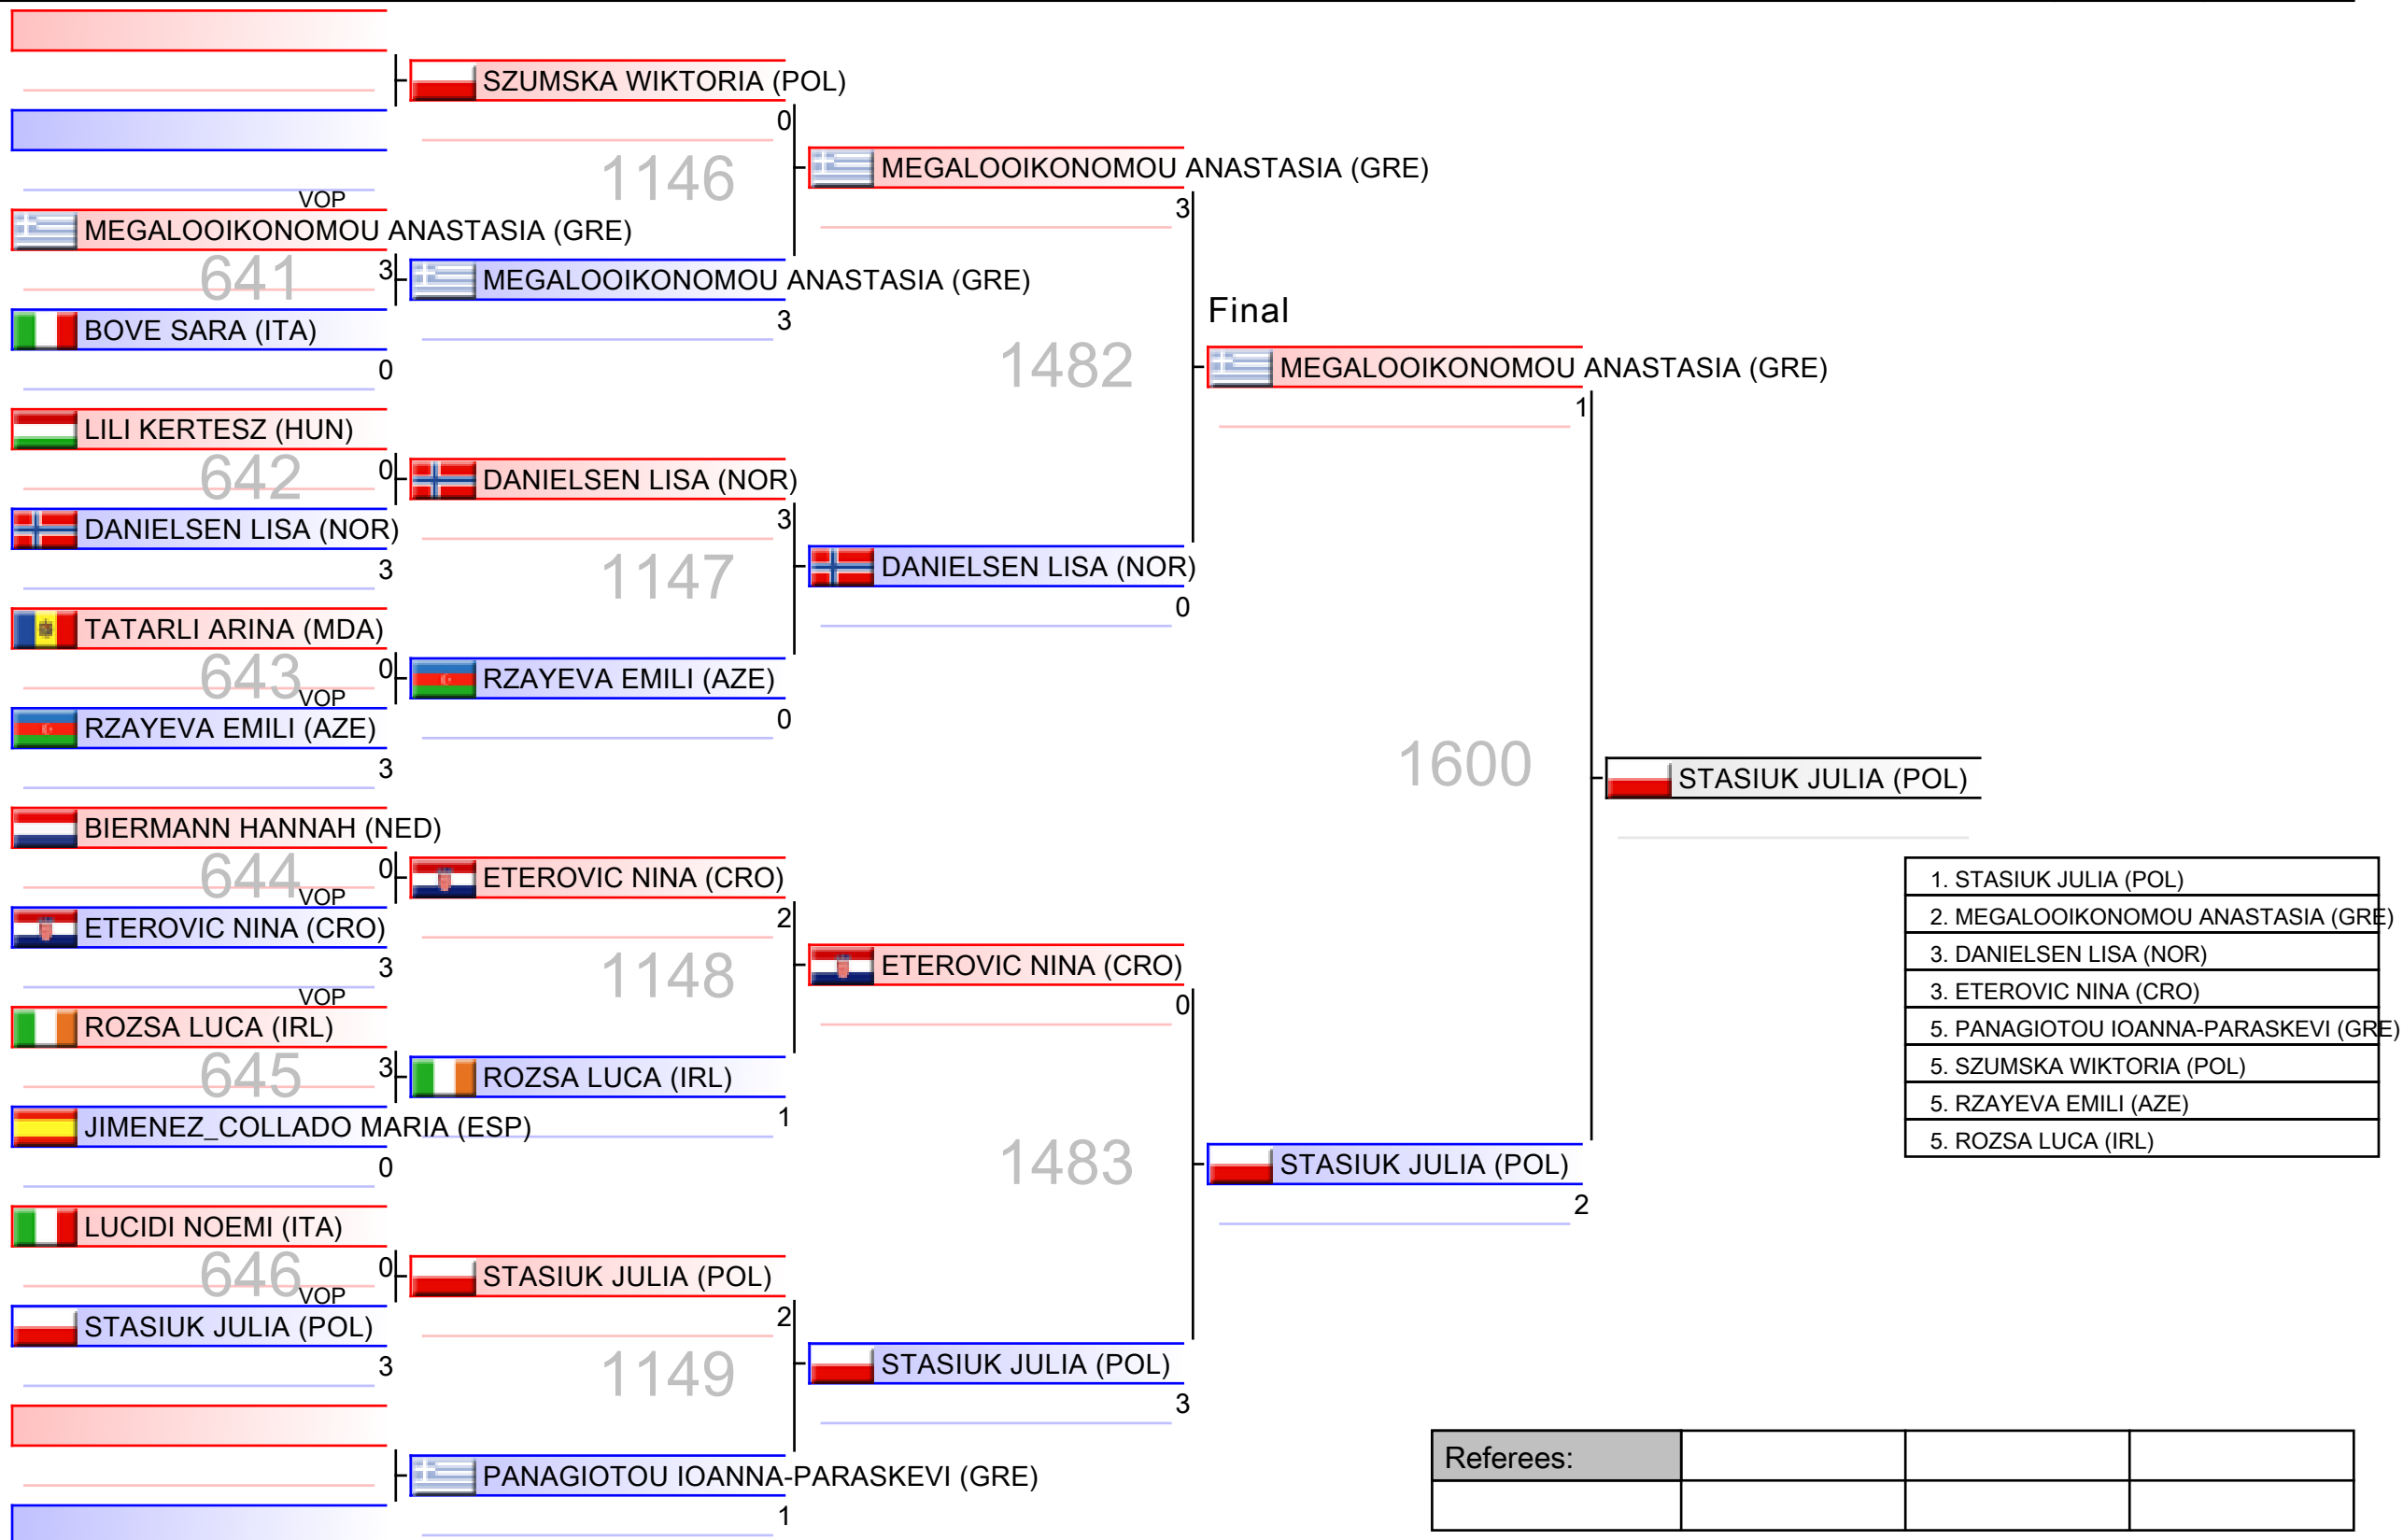 SZUMSKA WIKTORIA (POL)
0
1146
MEGALOOIKONOMOU ANASTASIA (GRE)
3
VOP
MEGALOOIKONOMOU ANASTASIA (GRE)
641
3
MEGALOOIKONOMOU ANASTASIA (GRE)
3
BOVE SARA (ITA)
0
1482
Final
MEGALOOIKONOMOU ANASTASIA (GRE)
1
LILI KERTESZ (HUN)
642
0
DANIELSEN LISA (NOR)
3
DANIELSEN LISA (NOR)
3
1147
DANIELSEN LISA (NOR)
0
TATARLI ARINA (MDA)
643
0
VOP
RZAYEVA EMILI (AZE)
0
RZAYEVA EMILI (AZE)
3
1600
STASIUK JULIA (POL)
BIERMANN HANNAH (NED)
644
0
VOP
ETEROVIC NINA (CRO)
2
ETEROVIC NINA (CRO)
3
1148
ETEROVIC NINA (CRO)
0
VOP
ROZSA LUCA (IRL)
645
3
ROZSA LUCA (IRL)
1
JIMENEZ_COLLADO MARIA (ESP)
0
1483
STASIUK JULIA (POL)
2
LUCIDI NOEMI (ITA)
646
0
VOP
STASIUK JULIA (POL)
2
STASIUK JULIA (POL)
3
1149
STASIUK JULIA (POL)
3
PANAGIOTOU IOANNA-PARASKEVI (GRE)
1
1. STASIUK JULIA (POL)
2. MEGALOOIKONOMOU ANASTASIA (GRE)
3. DANIELSEN LISA (NOR)
3. ETEROVIC NINA (CRO)
5. PANAGIOTOU IOANNA-PARASKEVI (GRE)
5. SZUMSKA WIKTORIA (POL)
5. RZAYEVA EMILI (AZE)
5. ROZSA LUCA (IRL)
Referees: